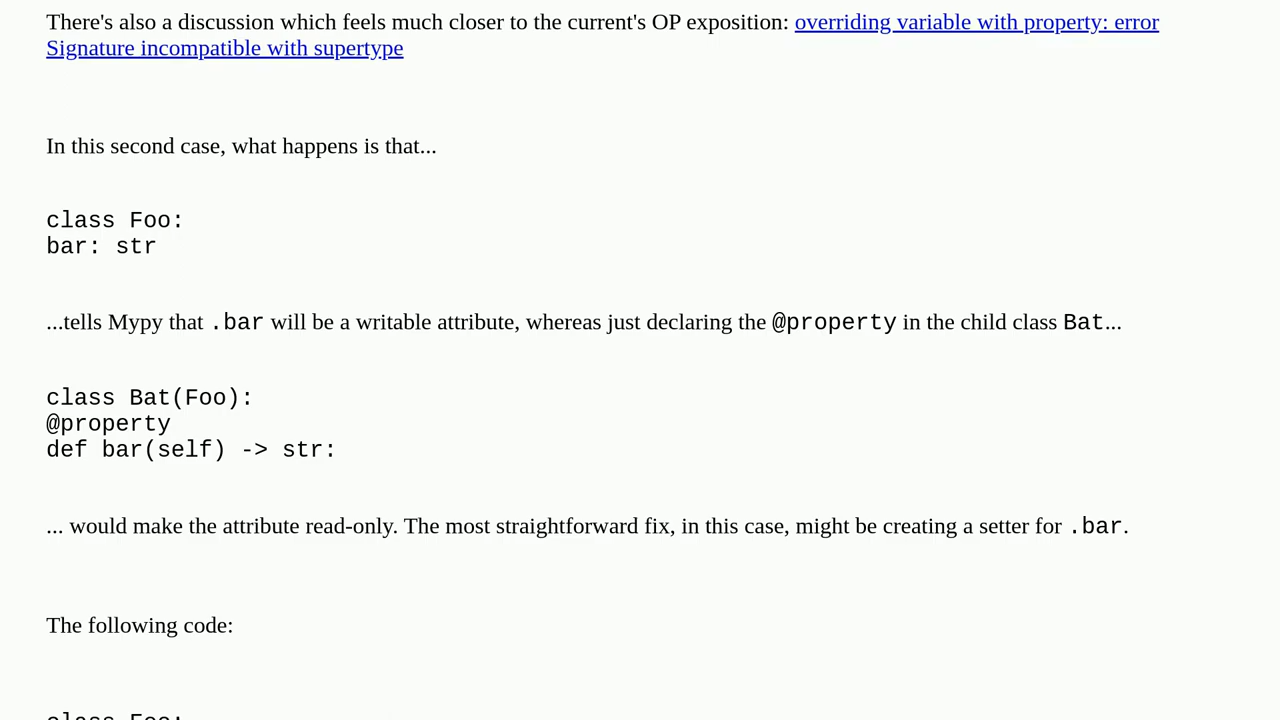 There's also a discussion which feels much closer to the current's OP exposition: overriding variable with property: error
Signature incompatible with supertype
In this second case, what happens is that...
class Foo:
bar: str
...tells Mypy that .bar will be a writable attribute, whereas just declaring the @property in the child class Bat...
class Bat(Foo):
@property
def bar(self) -> str:
... would make the attribute read-only. The most straightforward fix, in this case, might be creating a setter for .bar.
The following code:
class Foo: